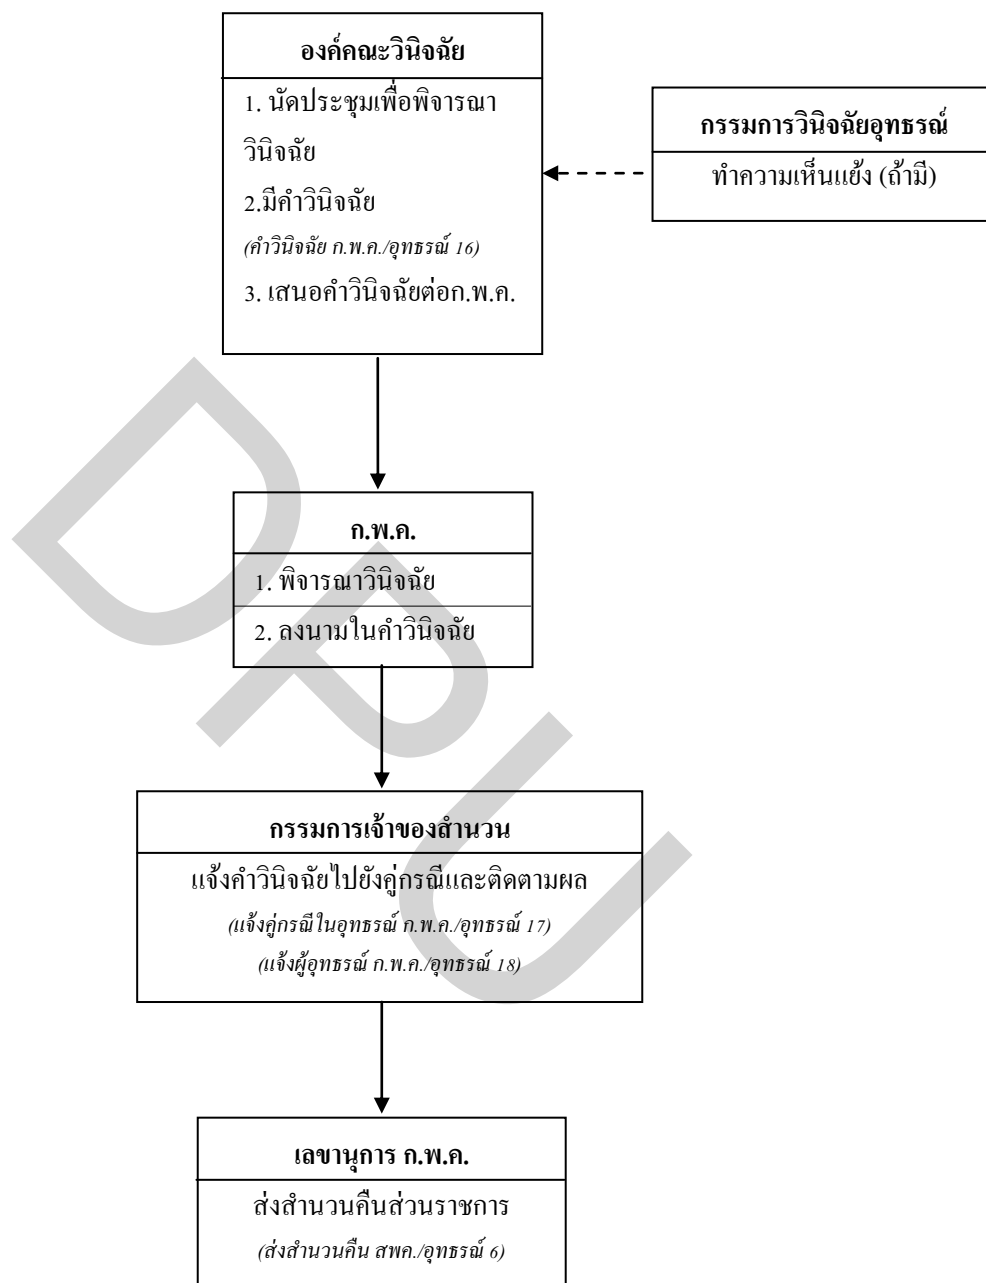 องค์คณะวินิจฉัย
1. นัดประชุมเพื่อพิจารณา
วินิจฉัย
2.มีคำวินิจฉัย
(คำวินิจฉัย ก.พ.ค./อุทธรณ์ 16)
3. เสนอคำวินิจฉัยต่อก.พ.ค.
กรรมการวินิจฉัยอุทธรณ์
ทำความเห็นแย้ง (ถ้ามี)
ก.พ.ค.
1. พิจารณาวินิจฉัย
2. ลงนามในคำวินิจฉัย
กรรมการเจ้าของสำนวน
แจ้งคำวินิจฉัยไปยังคู่กรณีและติดตามผล
(แจ้งคู่กรณีในอุทธรณ์ ก.พ.ค./อุทธรณ์ 17)
(แจ้งผู้อุทธรณ์ ก.พ.ค./อุทธรณ์ 18)
เลขานุการ ก.พ.ค.
ส่งสำนวนคืนส่วนราชการ
(ส่งสำนวนคืน สพค./อุทธรณ์ 6)
DPU